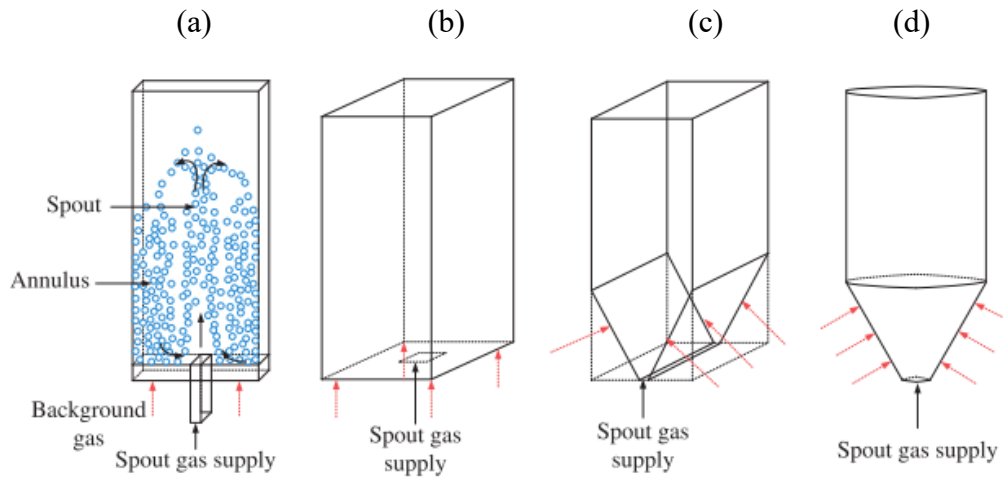 (a) (b) (c) (d)
Spout
Annulus
Background
gas
Spout gas supply
Spout gas
supply
Spout gas
supply
Spout gas supply